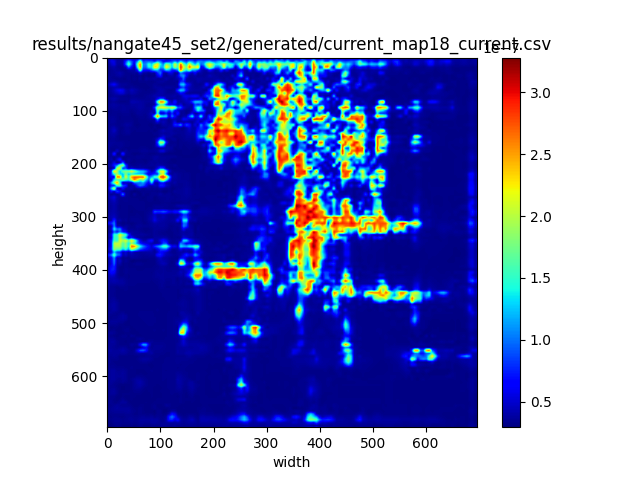 results/nangate45_set2/generated/current_map18_current.csv
1e−7
0
100
200
300
400
500
600
height
0 100 200 300 400 500 600
width
3.0
2.5
2.0
1.5
1.0
0.5